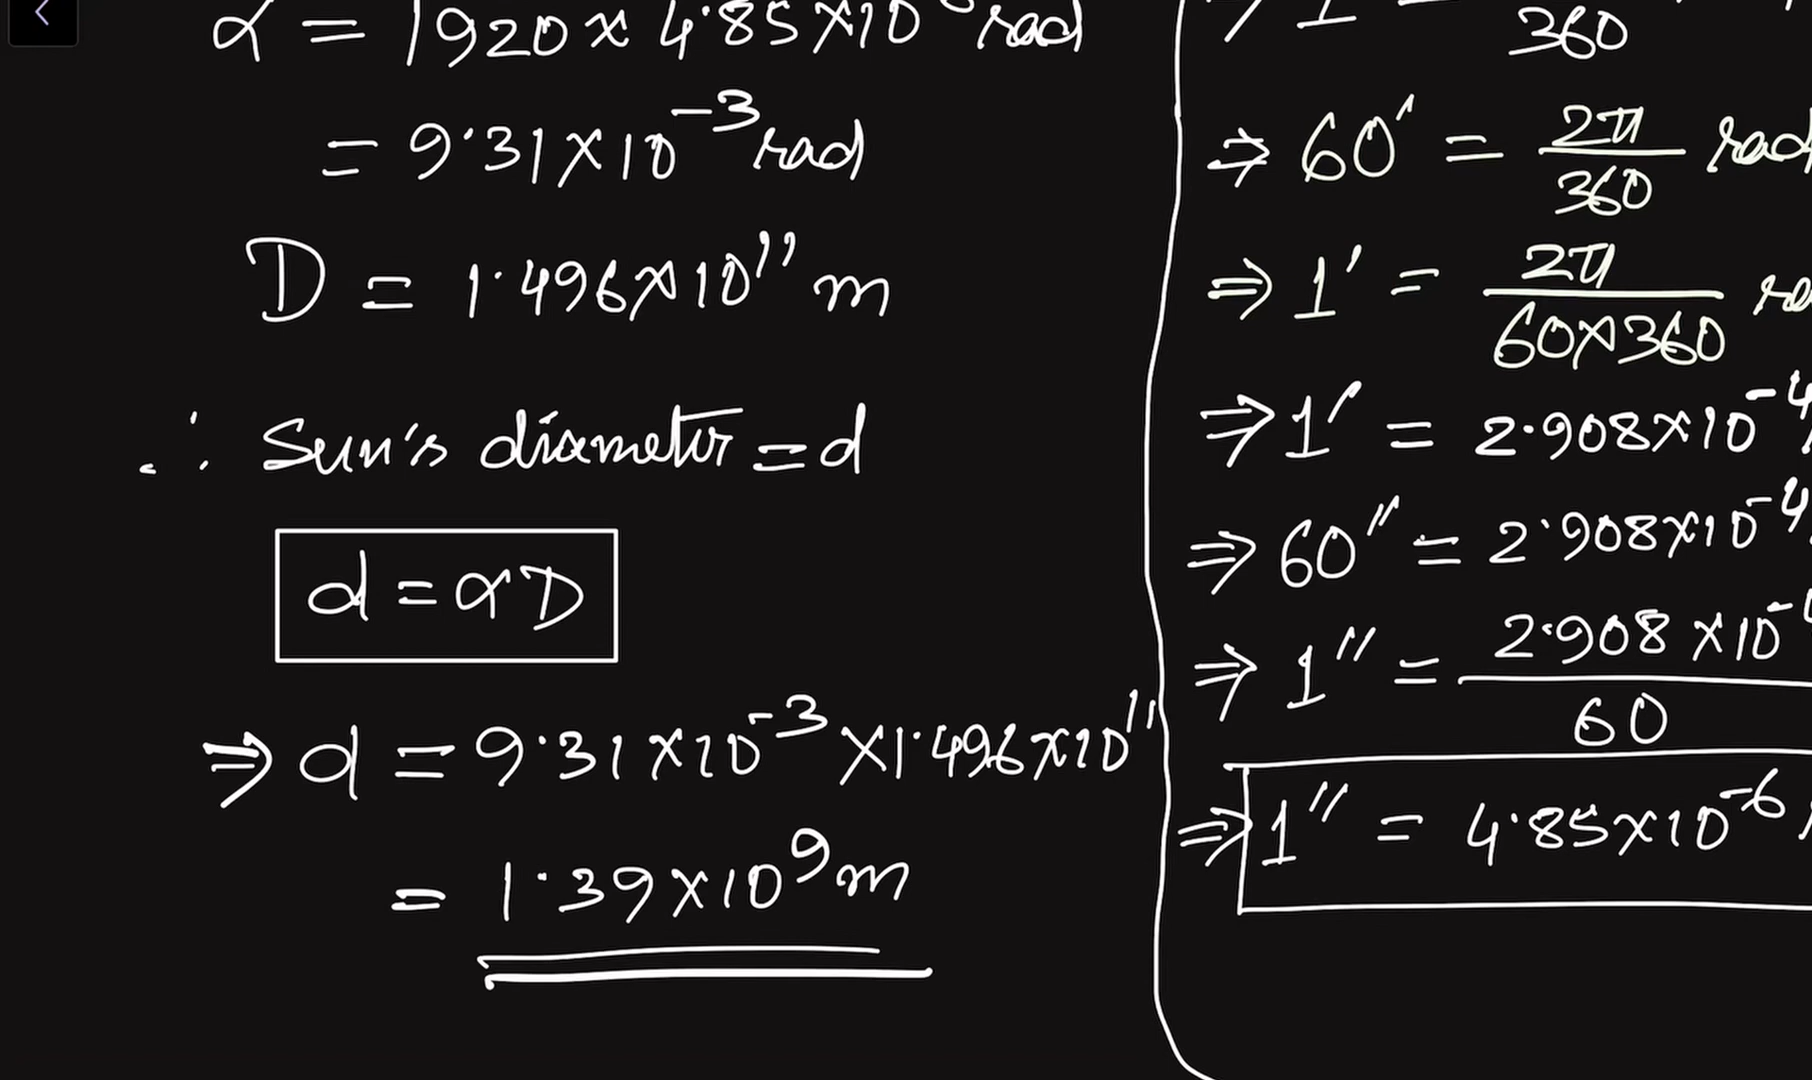 α = 1920 × 4.85 × 10 rad
= 9.31 × 10⁻³ rad
D = 1.496 × 10¹¹ m
∴ Sun's diameter = d
d = αD
⇒ d = 9.31 × 10⁻³ × 1.496 × 10¹¹
= 1.39 × 10⁹ m
360
⇒ 60′ = 2π/360 rad
⇒ 1′ = 2π/60×360
⇒ 1′ = 2.908 × 10⁻⁴
⇒ 60″ = 2.908 × 10⁻⁴
⇒ 1″ = 2.908 × 10⁻/60
⇒ 1″ = 4.85 × 10⁻⁶